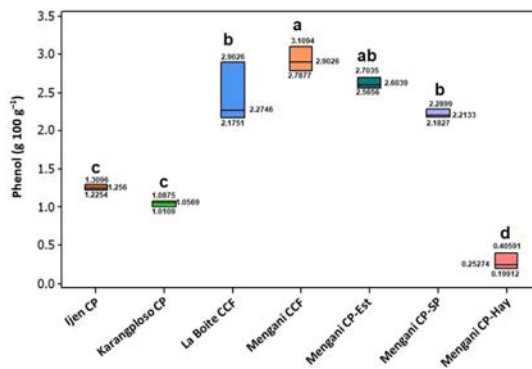 Phenol (g 100 g⁻¹)
3.5
3.0
2.5
2.0
1.5
1.0
0.5
0.0
c
1.3096
1.256
1.2254
c
1.0875
1.0569
1.0109
b
2.9026
2.2746
2.1751
a
3.1094
2.9026
2.7877
ab
2.7035
2.6039
2.5656
b
2.2899
2.2133
2.1827
d
0.40591
0.25274
0.19912
Ijen CP
Karangploso CP
La Boite CCF
Mengani CCF
Mengani CP-Est
Mengani CP-SP
Mengani CP-Hay